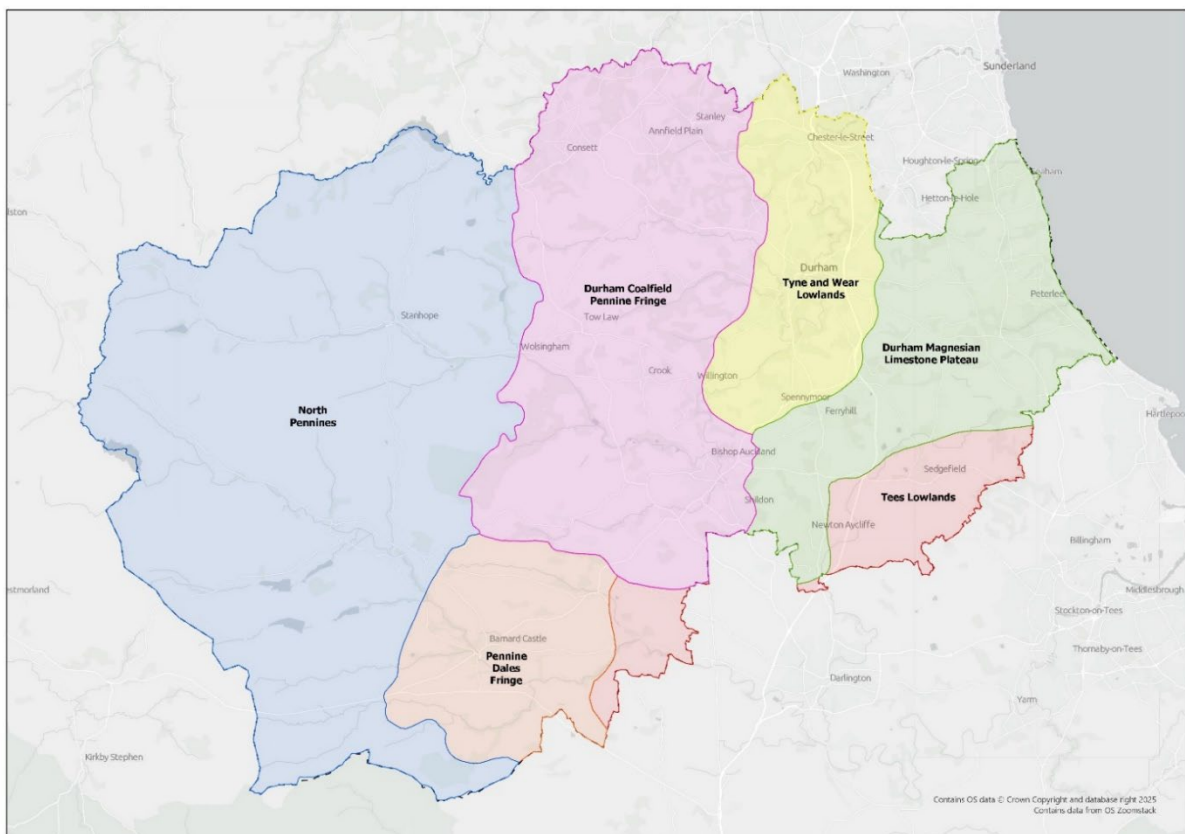 Sunderland
Washington
Stanley
Annfield Plain
Chester-le-Street
Consett
Houghton-le-Spring
Hetton-le-Hole
Durham
Tyne and Wear
Lowlands
Durham Coalfield
Pennine Fringe
Peterlee
Stanhope
Tow Law
Wolsingham
Durham Magnesian
Limestone Plateau
Crook
Willington
Spennymoor
Ferryhill
North
Pennines
Bishop Auckland
Sedgefield
Shildon
Tees Lowlands
Newton Aycliffe
Billingham
Middlesbrough
Stockton-on-Tees
Barnard Castle
Thornaby-on-Tees
Pennine
Dales
Fringe
Darlington
Yarm
Kirkby Stephen
Contains OS data © Crown Copyright and database right 2025
Contains data from OS Zoomstack